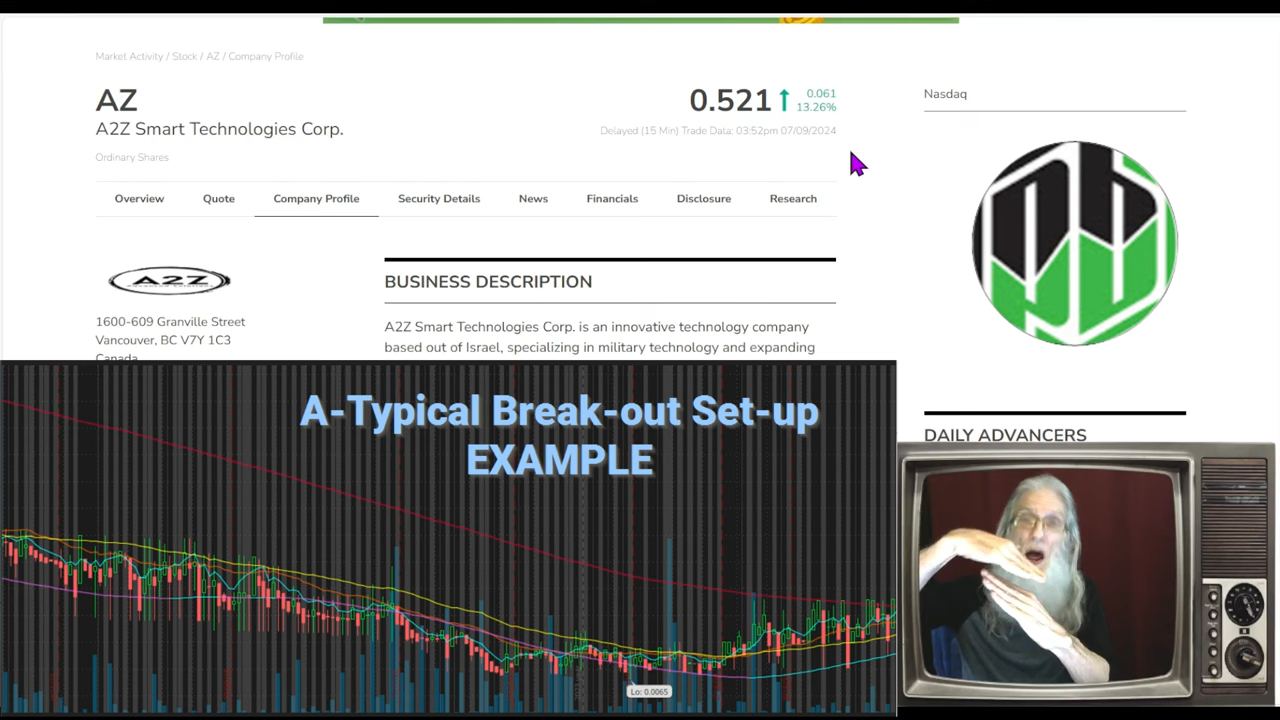 Market Activity / Stock / AZ / Company Profile
AZ
A2Z Smart Technologies Corp.
Ordinary Shares
0.521
0.061
13.26%
Delayed (15 Min) Trade Data: 03:52pm 07/09/2024
Nasdaq
Overview
Quote
Company Profile
Security Details
News
Financials
Disclosure
Research
A2Z
1600-609 Granville Street
Vancouver, BC V7Y 1C3
Canada
BUSINESS DESCRIPTION
A2Z Smart Technologies Corp. is an innovative technology company
based out of Israel, specializing in military technology and expanding
DAILY ADVANCERS
A-Typical Break-out Set-up
EXAMPLE
Lo: 0.0065